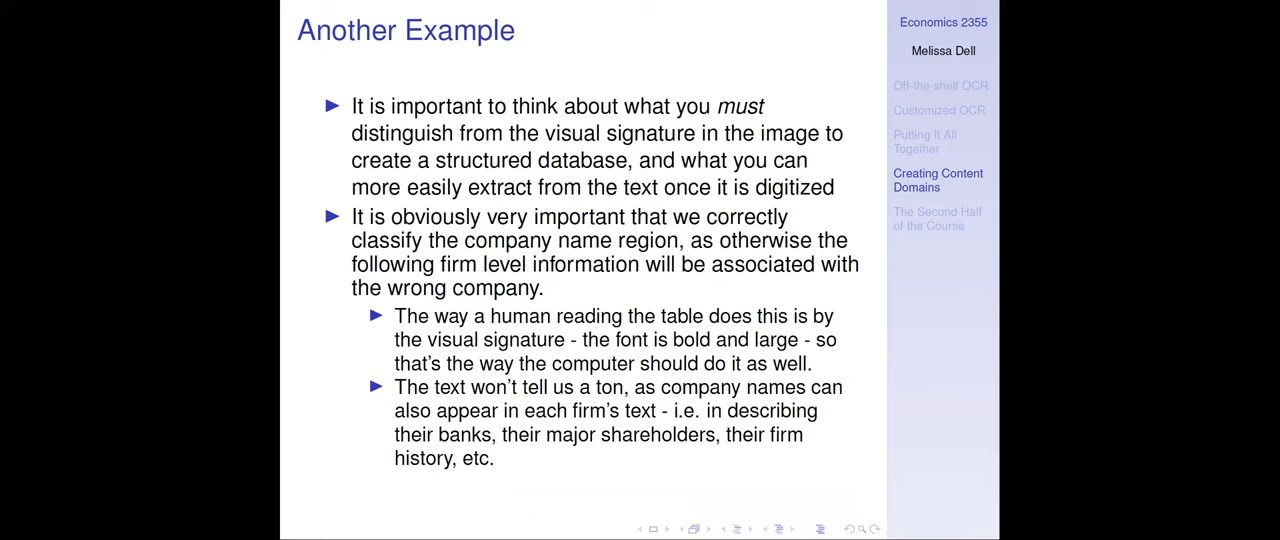 Another Example
It is important to think about what you must
distinguish from the visual signature in the image to
create a structured database, and what you can
more easily extract from the text once it is digitized
It is obviously very important that we correctly
classify the company name region, as otherwise the
following firm level information will be associated with
the wrong company.
The way a human reading the table does this is by
the visual signature - the font is bold and large - so
that's the way the computer should do it as well.
The text won't tell us a ton, as company names can
also appear in each firm's text - i.e. in describing
their banks, their major shareholders, their firm
history, etc.
Economics 2355
Melissa Dell
Off-the-shelf OCR
Customized OCR
Putting It All
Together
Creating Content
Domains
The Second Half
of the Course